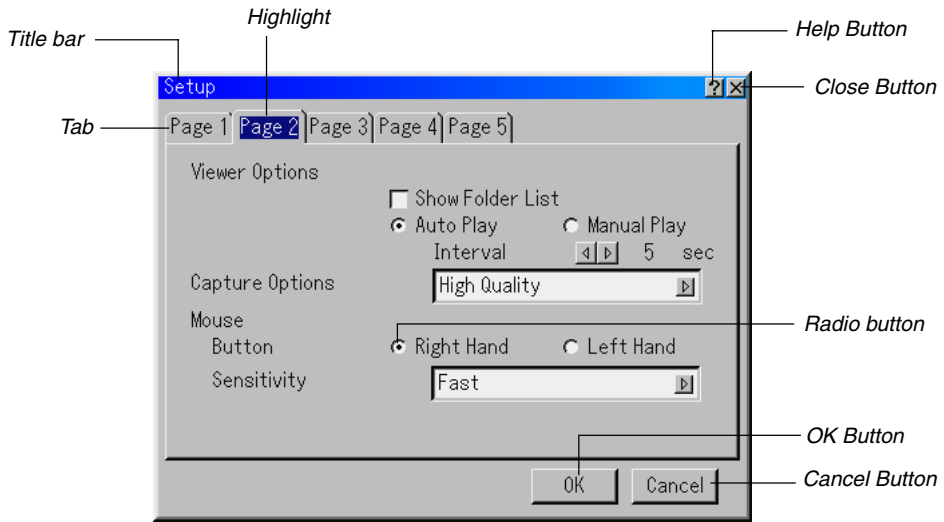 Highlight
Title bar
Help Button
Setup
Close Button
Tab
Page 1 Page 2 Page 3 Page 4 Page 5
Viewer Options
Show Folder List
Auto Play Manual Play
Interval 5 sec
Capture Options High Quality
Mouse
Button Right Hand Left Hand
Radio button
Sensitivity Fast
OK Button
OK Cancel
Cancel Button